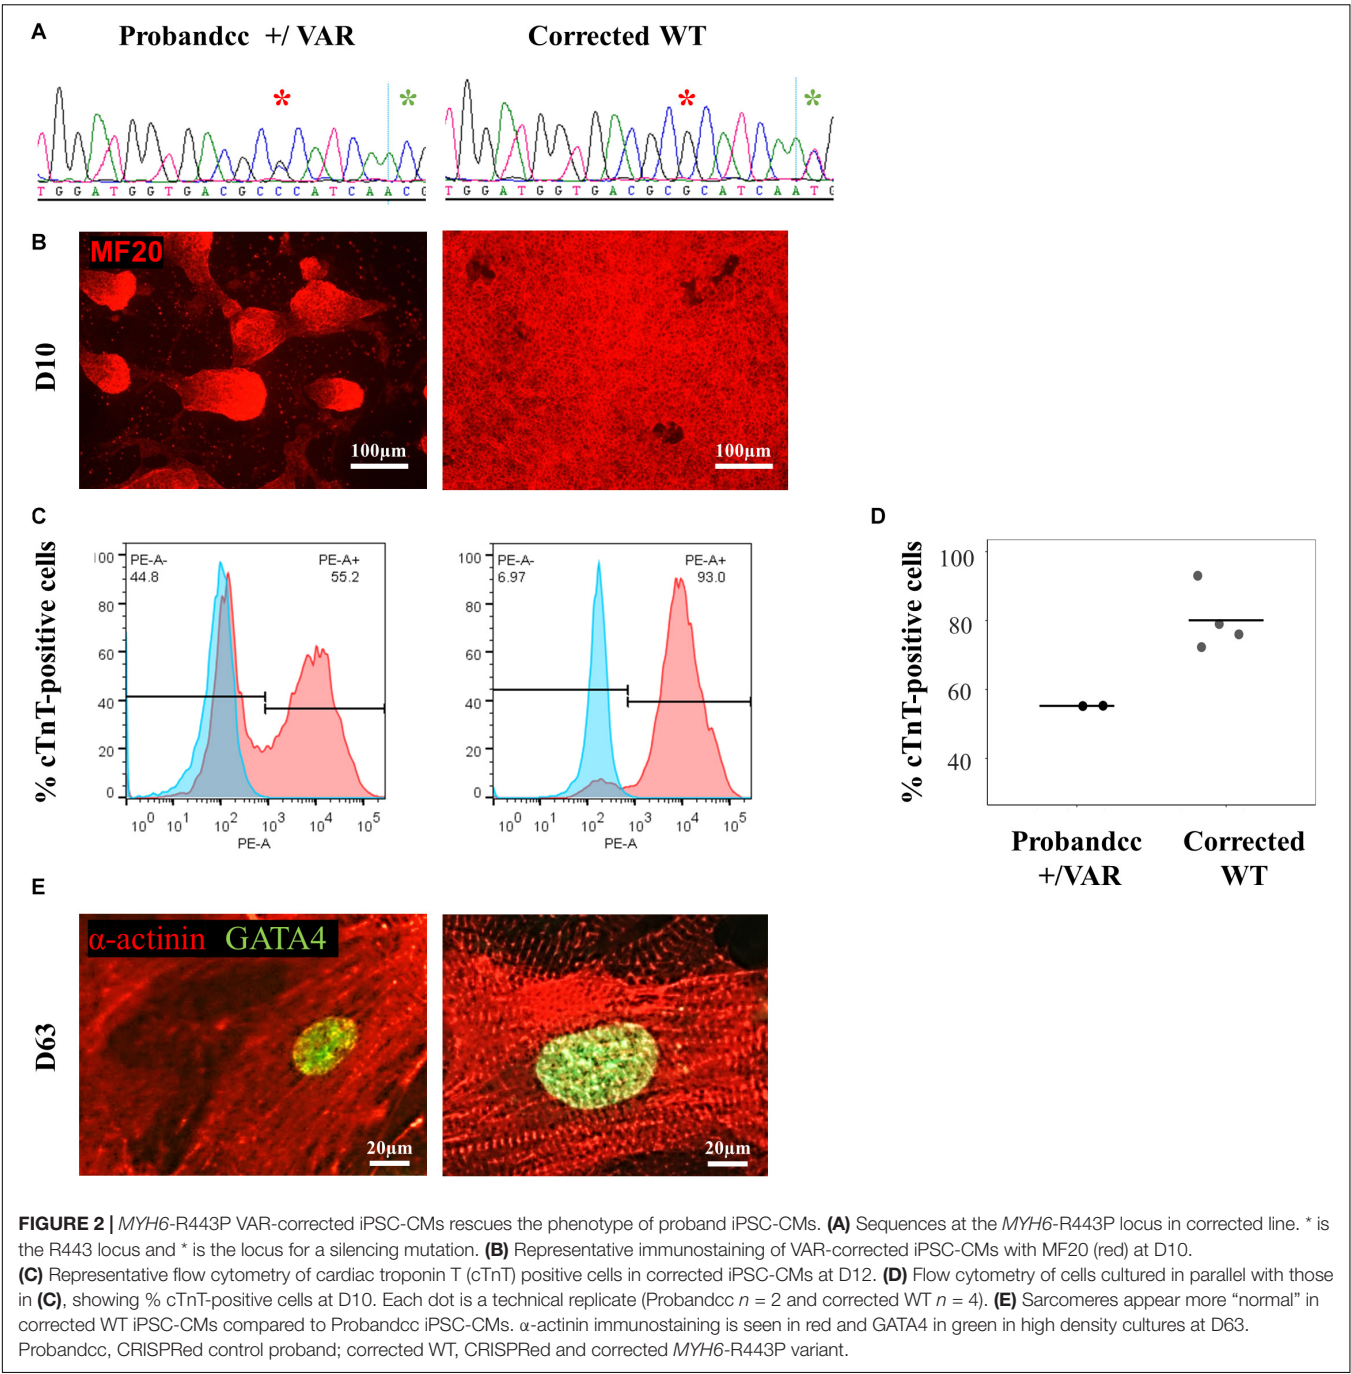 A
Probandcc +/ VAR
Corrected WT
* *
* *
T G G A T G G T G A C G C C C A T C A A C G
T G G A T G G T G A C G C G C A T C A A T G
B
MF20
D10
100µm
100µm
C
% cTnT-positive cells
100
80
60
40
20
0
PE-A-
44.8
PE-A+
55.2
10^0 10^1 10^2 10^3 10^4 10^5
PE-A
100
80
60
40
20
0
PE-A-
6.97
PE-A+
93.0
10^0 10^1 10^2 10^3 10^4 10^5
PE-A
D
% cTnT-positive cells
100
80
60
40
Probandcc
+/VAR
Corrected
WT
E
α-actinin GATA4
D63
20µm
20µm
FIGURE 2 | MYH6-R443P VAR-corrected iPSC-CMs rescues the phenotype of proband iPSC-CMs. (A) Sequences at the MYH6-R443P locus in corrected line. * is
the R443 locus and * is the locus for a silencing mutation. (B) Representative immunostaining of VAR-corrected iPSC-CMs with MF20 (red) at D10.
(C) Representative flow cytometry of cardiac troponin T (cTnT) positive cells in corrected iPSC-CMs at D12. (D) Flow cytometry of cells cultured in parallel with those
in (C), showing % cTnT-positive cells at D10. Each dot is a technical replicate (Probandcc n = 2 and corrected WT n = 4). (E) Sarcomeres appear more “normal” in
corrected WT iPSC-CMs compared to Probandcc iPSC-CMs. α-actinin immunostaining is seen in red and GATA4 in green in high density cultures at D63.
Probandcc, CRISPRed control proband; corrected WT, CRISPRed and corrected MYH6-R443P variant.